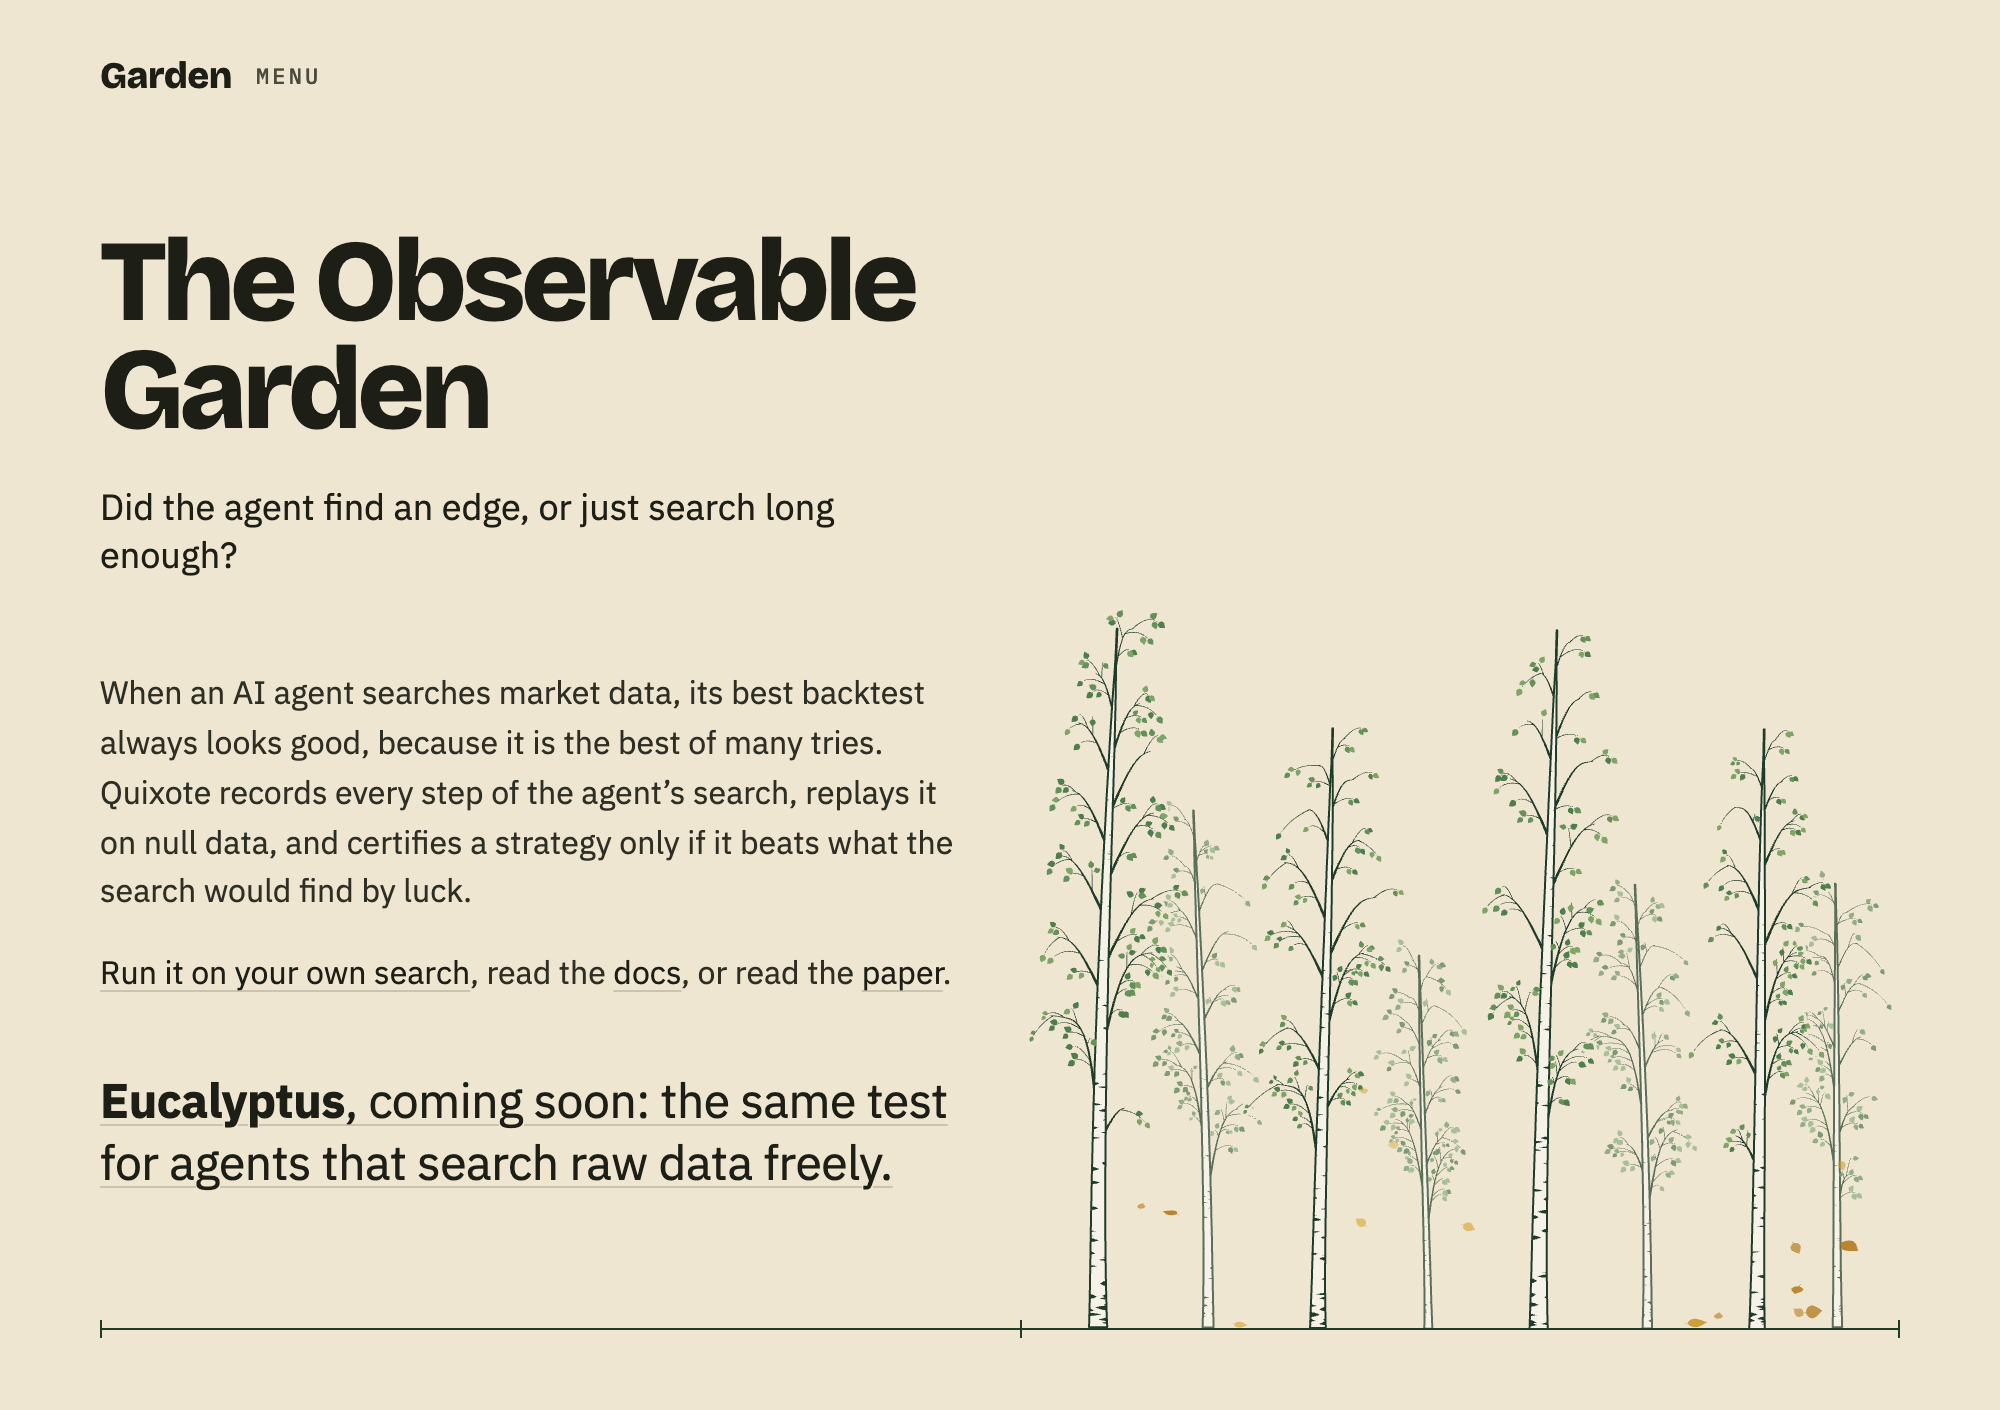 Garden MENU
The Observable
Garden
Did the agent find an edge, or just search long
enough?
When an AI agent searches market data, its best backtest
always looks good, because it is the best of many tries.
Quixote records every step of the agent’s search, replays it
on null data, and certifies a strategy only if it beats what the
search would find by luck.
Run it on your own search, read the docs, or read the paper.
Eucalyptus, coming soon: the same test
for agents that search raw data freely.